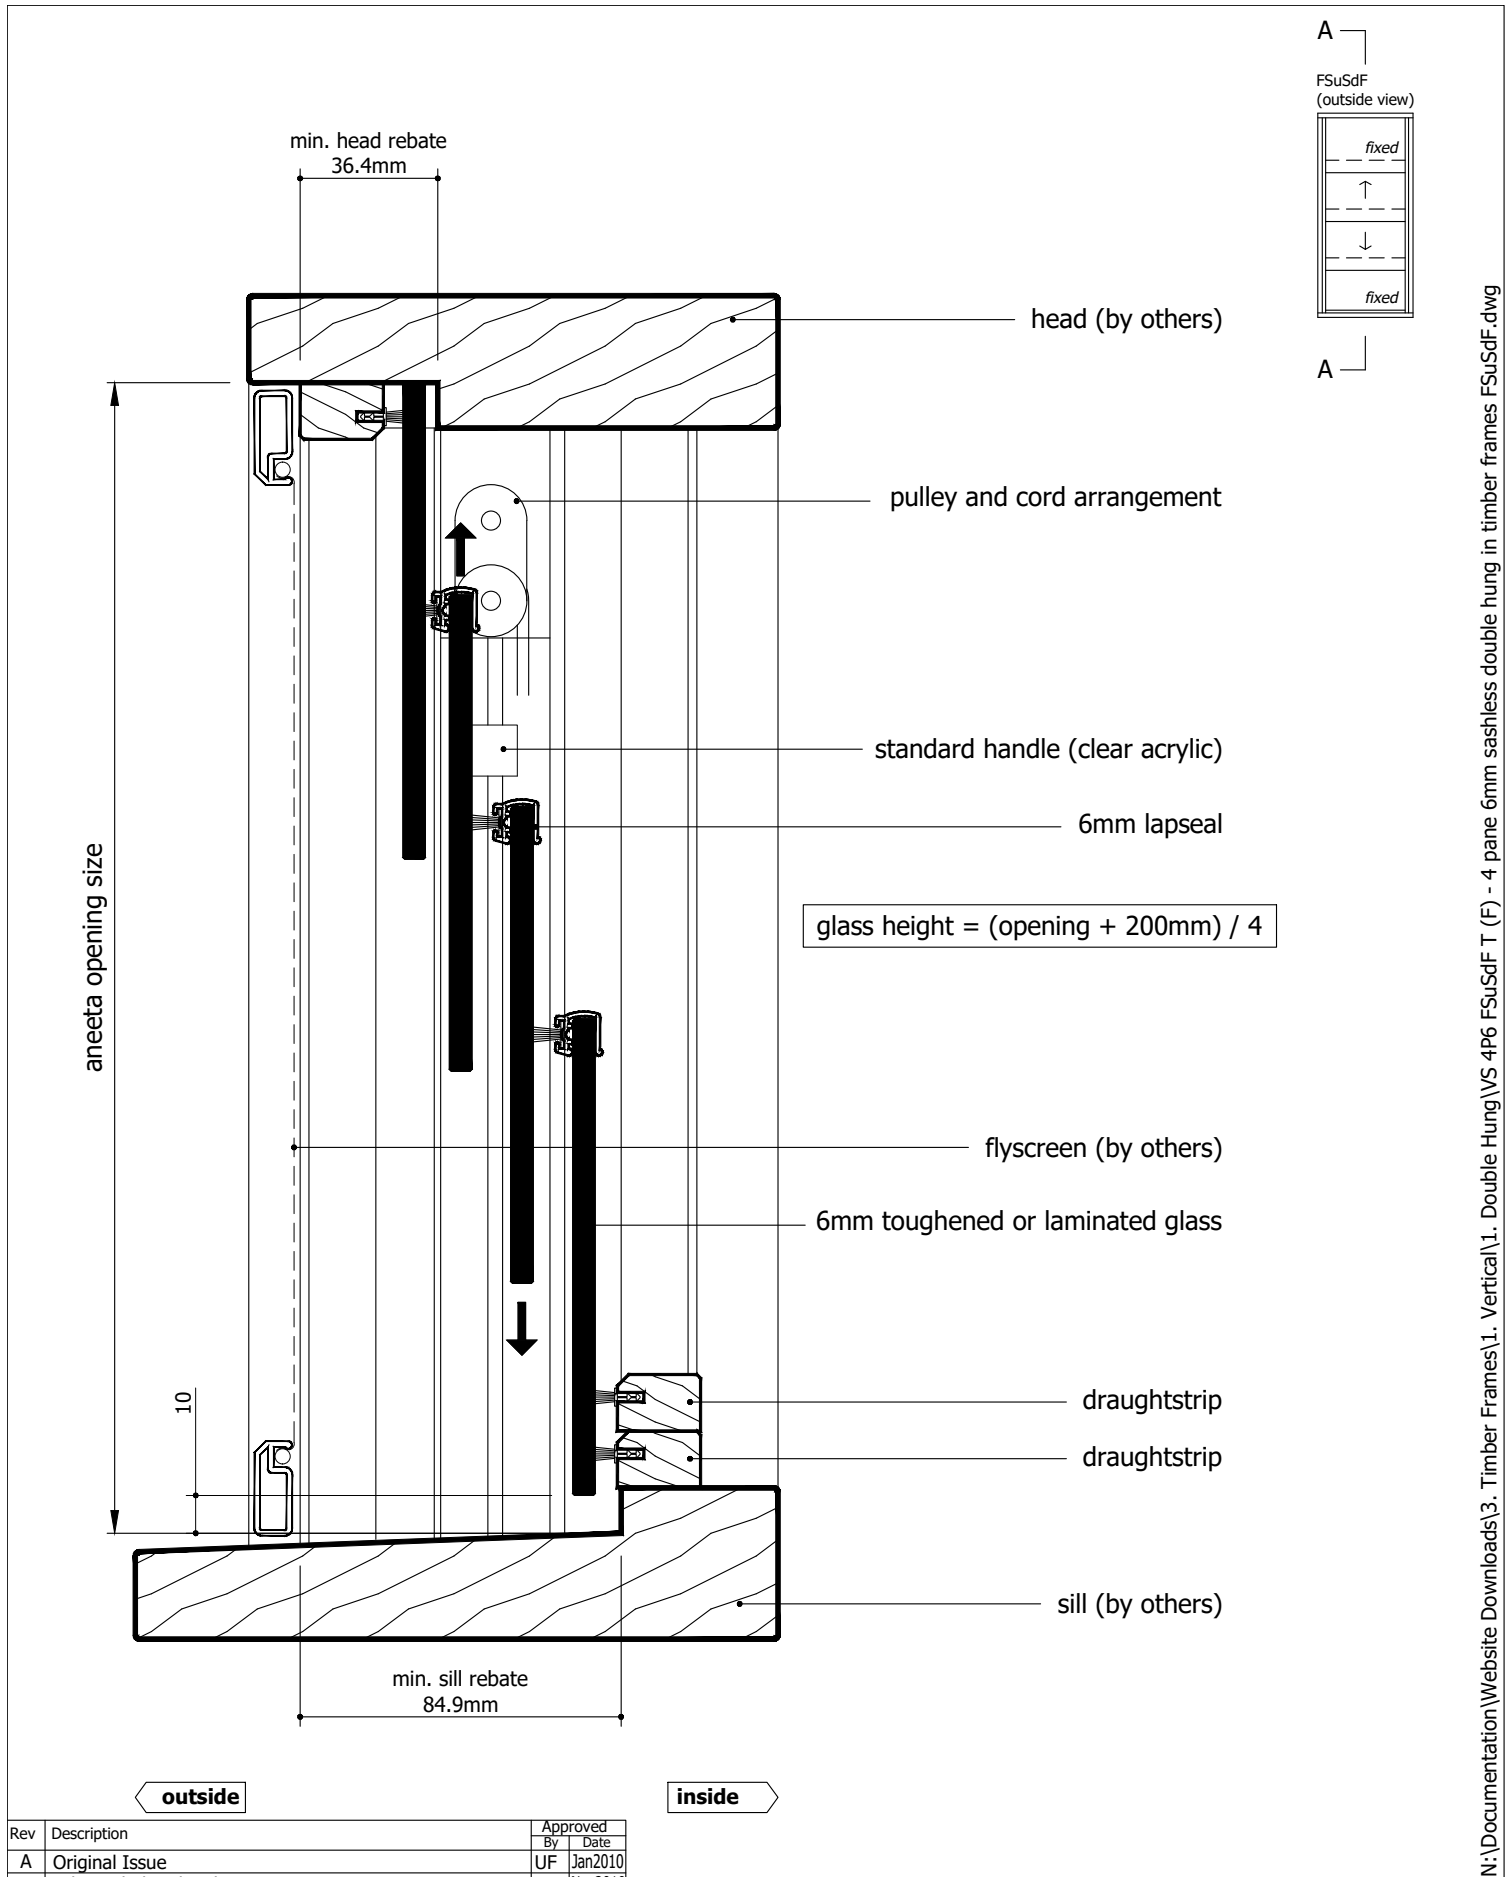 A
FSuSdF
(outside view)
fixed
fixed
A
min. head rebate
36.4mm
head (by others)
pulley and cord arrangement
standard handle (clear acrylic)
6mm lapseal
glass height = (opening + 200mm) / 4
aneeta opening size
flyscreen (by others)
6mm toughened or laminated glass
10
draughtstrip
draughtstrip
sill (by others)
min. sill rebate
84.9mm
outside
inside
Rev Description Approved
By Date
A Original Issue UF Jan2010
N:\Documentation\Website Downloads\3. Timber Frames\1. Vertical\1. Double Hung\VS 4P6 FSuSdF T (F) - 4 pane 6mm sashless double hung in timber frames FSuSdF.dwg